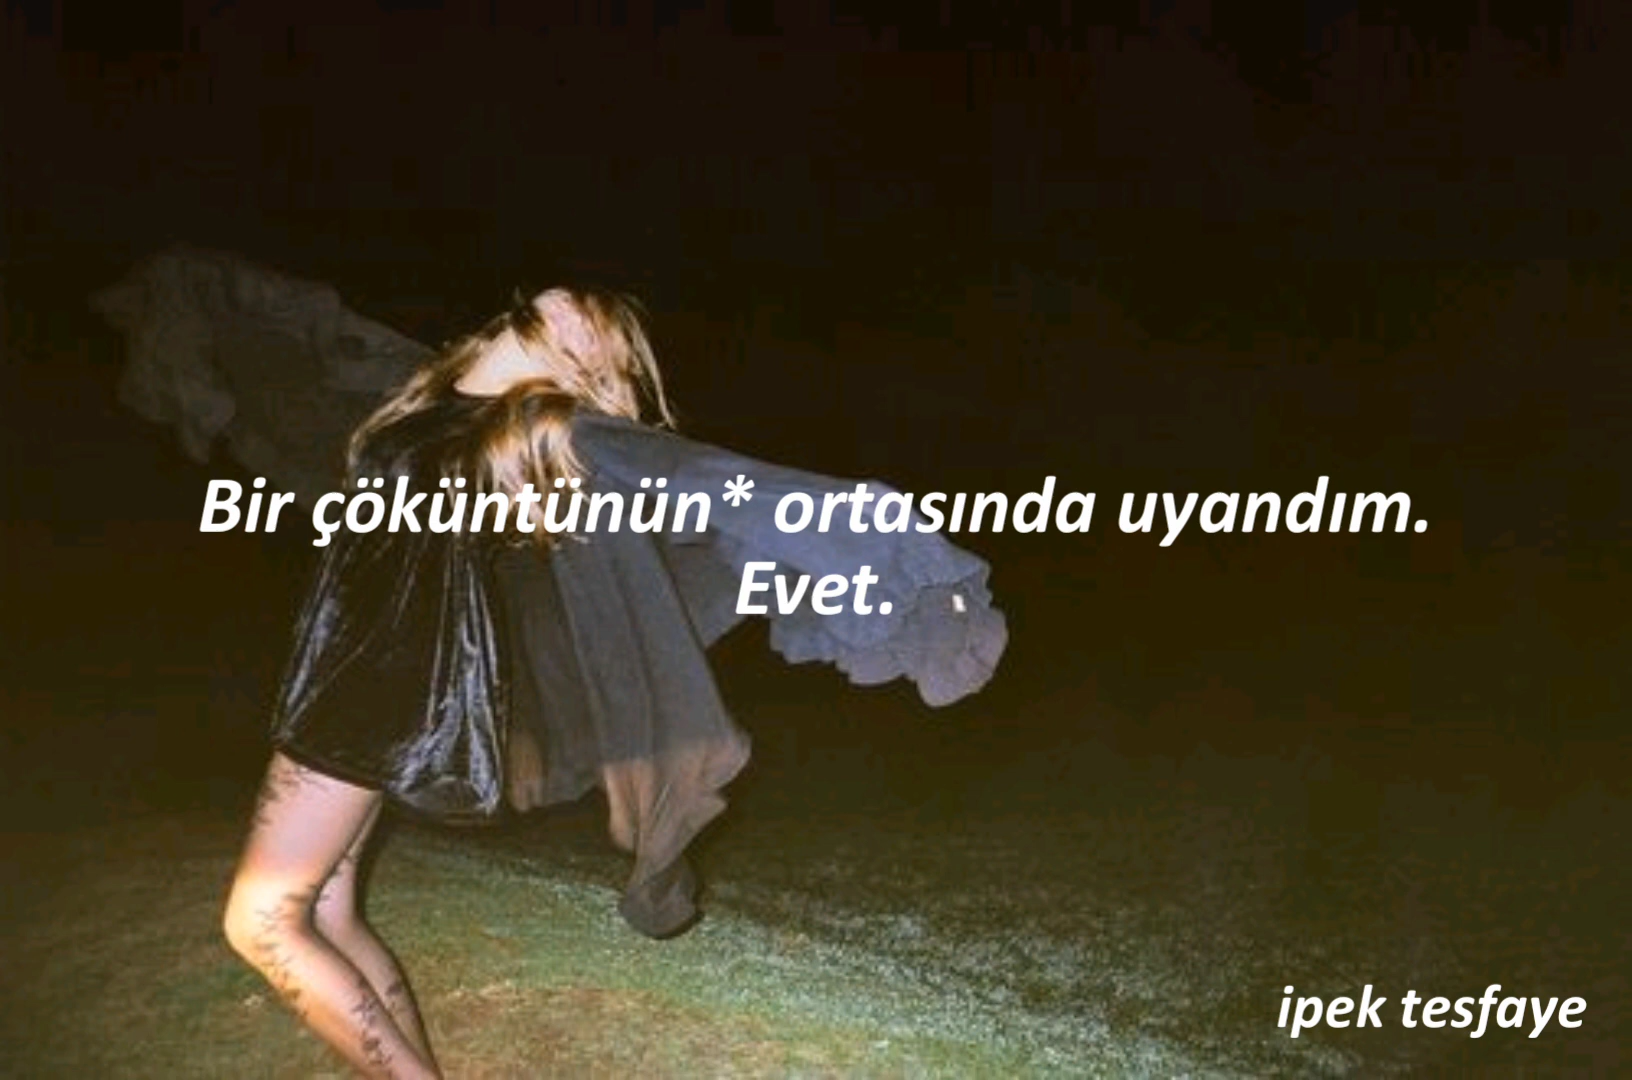 Bir çöküntünün* ortasında uyandım.
Evet.
ipek tesfaye